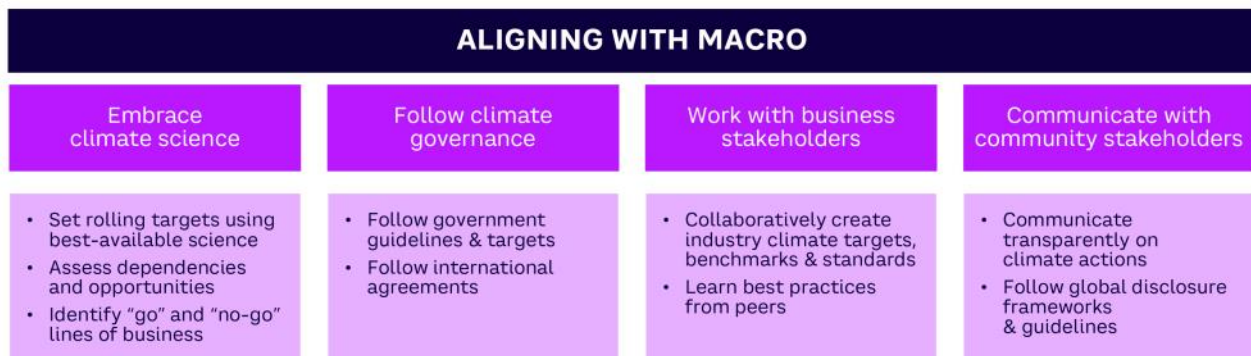 ALIGNING WITH MACRO
Embrace
climate science
• Set rolling targets using
best-available science
• Assess dependencies
and opportunities
• Identify “go” and “no-go”
lines of business
Follow climate
governance
• Follow government
guidelines & targets
• Follow international
agreements
Work with business
stakeholders
• Collaboratively create
industry climate targets,
benchmarks & standards
• Learn best practices
from peers
Communicate with
community stakeholders
• Communicate
transparently on
climate actions
• Follow global disclosure
frameworks
& guidelines